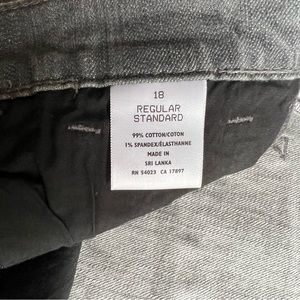 18
REGULAR
STANDARD
99% COTTON/COTON
1% SPANDEX/ÉLASTHANNE
MADE IN
SRI LANKA
RN 54023 CA 17897